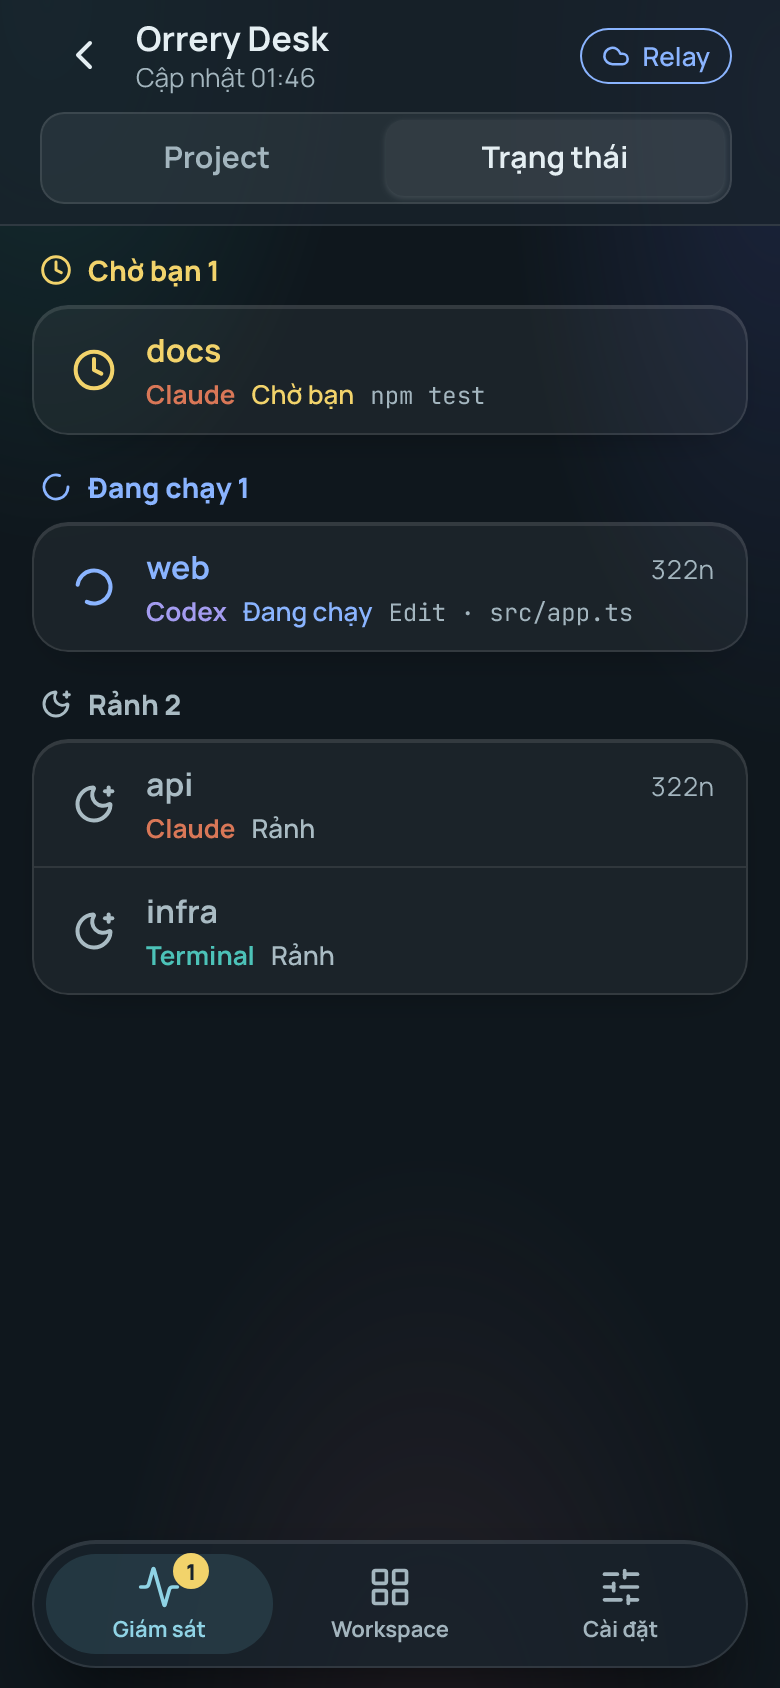 Orrery Desk
Cập nhật 01:46
Relay
Project
Trạng thái
Chờ bạn 1
docs
Claude Chờ bạn npm test
Đang chạy 1
web
322n
Codex Đang chạy Edit · src/app.ts
Rảnh 2
api
322n
Claude Rảnh
infra
Terminal Rảnh
1
Giám sát
Workspace
Cài đặt